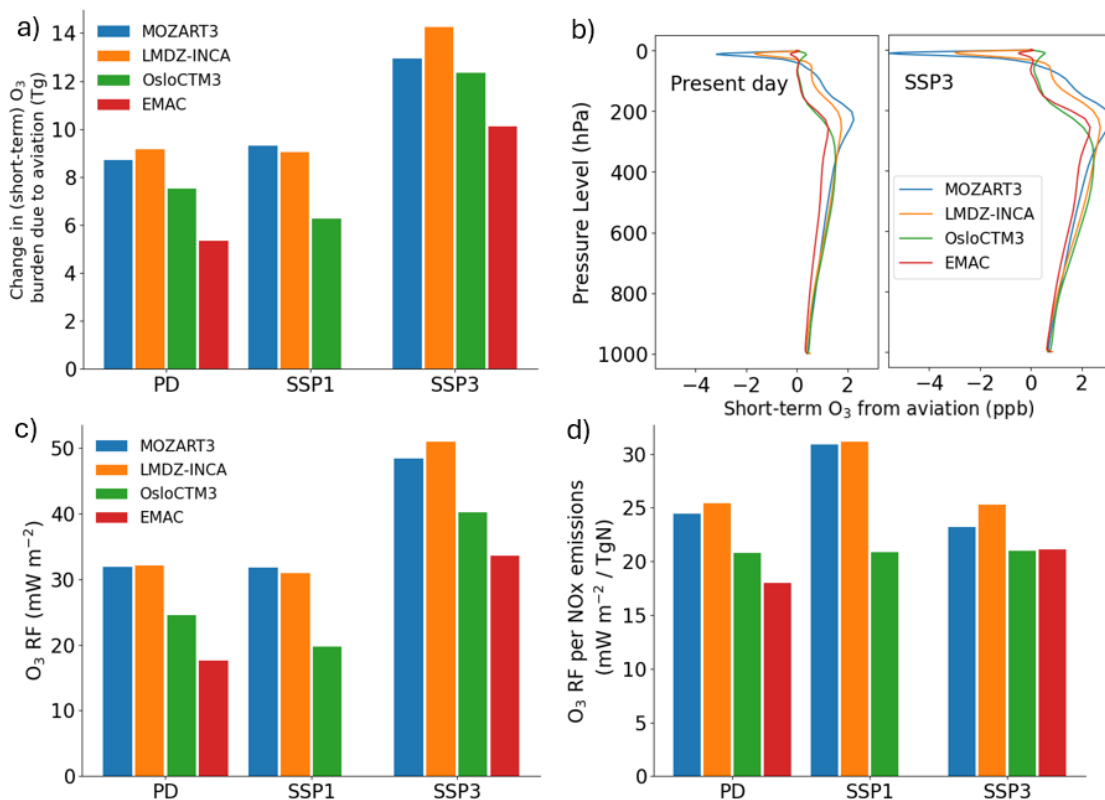 a)
Change in (short-term) O₃
burden due to aviation (Tg)
14
12
10
8
6
4
2
0
MOZART3
LMDZ-INCA
OsloCTM3
EMAC
PD
SSP1
SSP3
b)
Pressure Level (hPa)
0
200
400
600
800
1000
Present day
SSP3
MOZART3
LMDZ-INCA
OsloCTM3
EMAC
−4
−2
0
2
−4
−2
0
2
Short-term O₃ from aviation (ppb)
c)
O₃ RF (mW m⁻²)
50
40
30
20
10
0
MOZART3
LMDZ-INCA
OsloCTM3
EMAC
PD
SSP1
SSP3
d)
O₃ RF per NOx emissions
(mW m⁻² / TgN)
30
25
20
15
10
5
0
PD
SSP1
SSP3